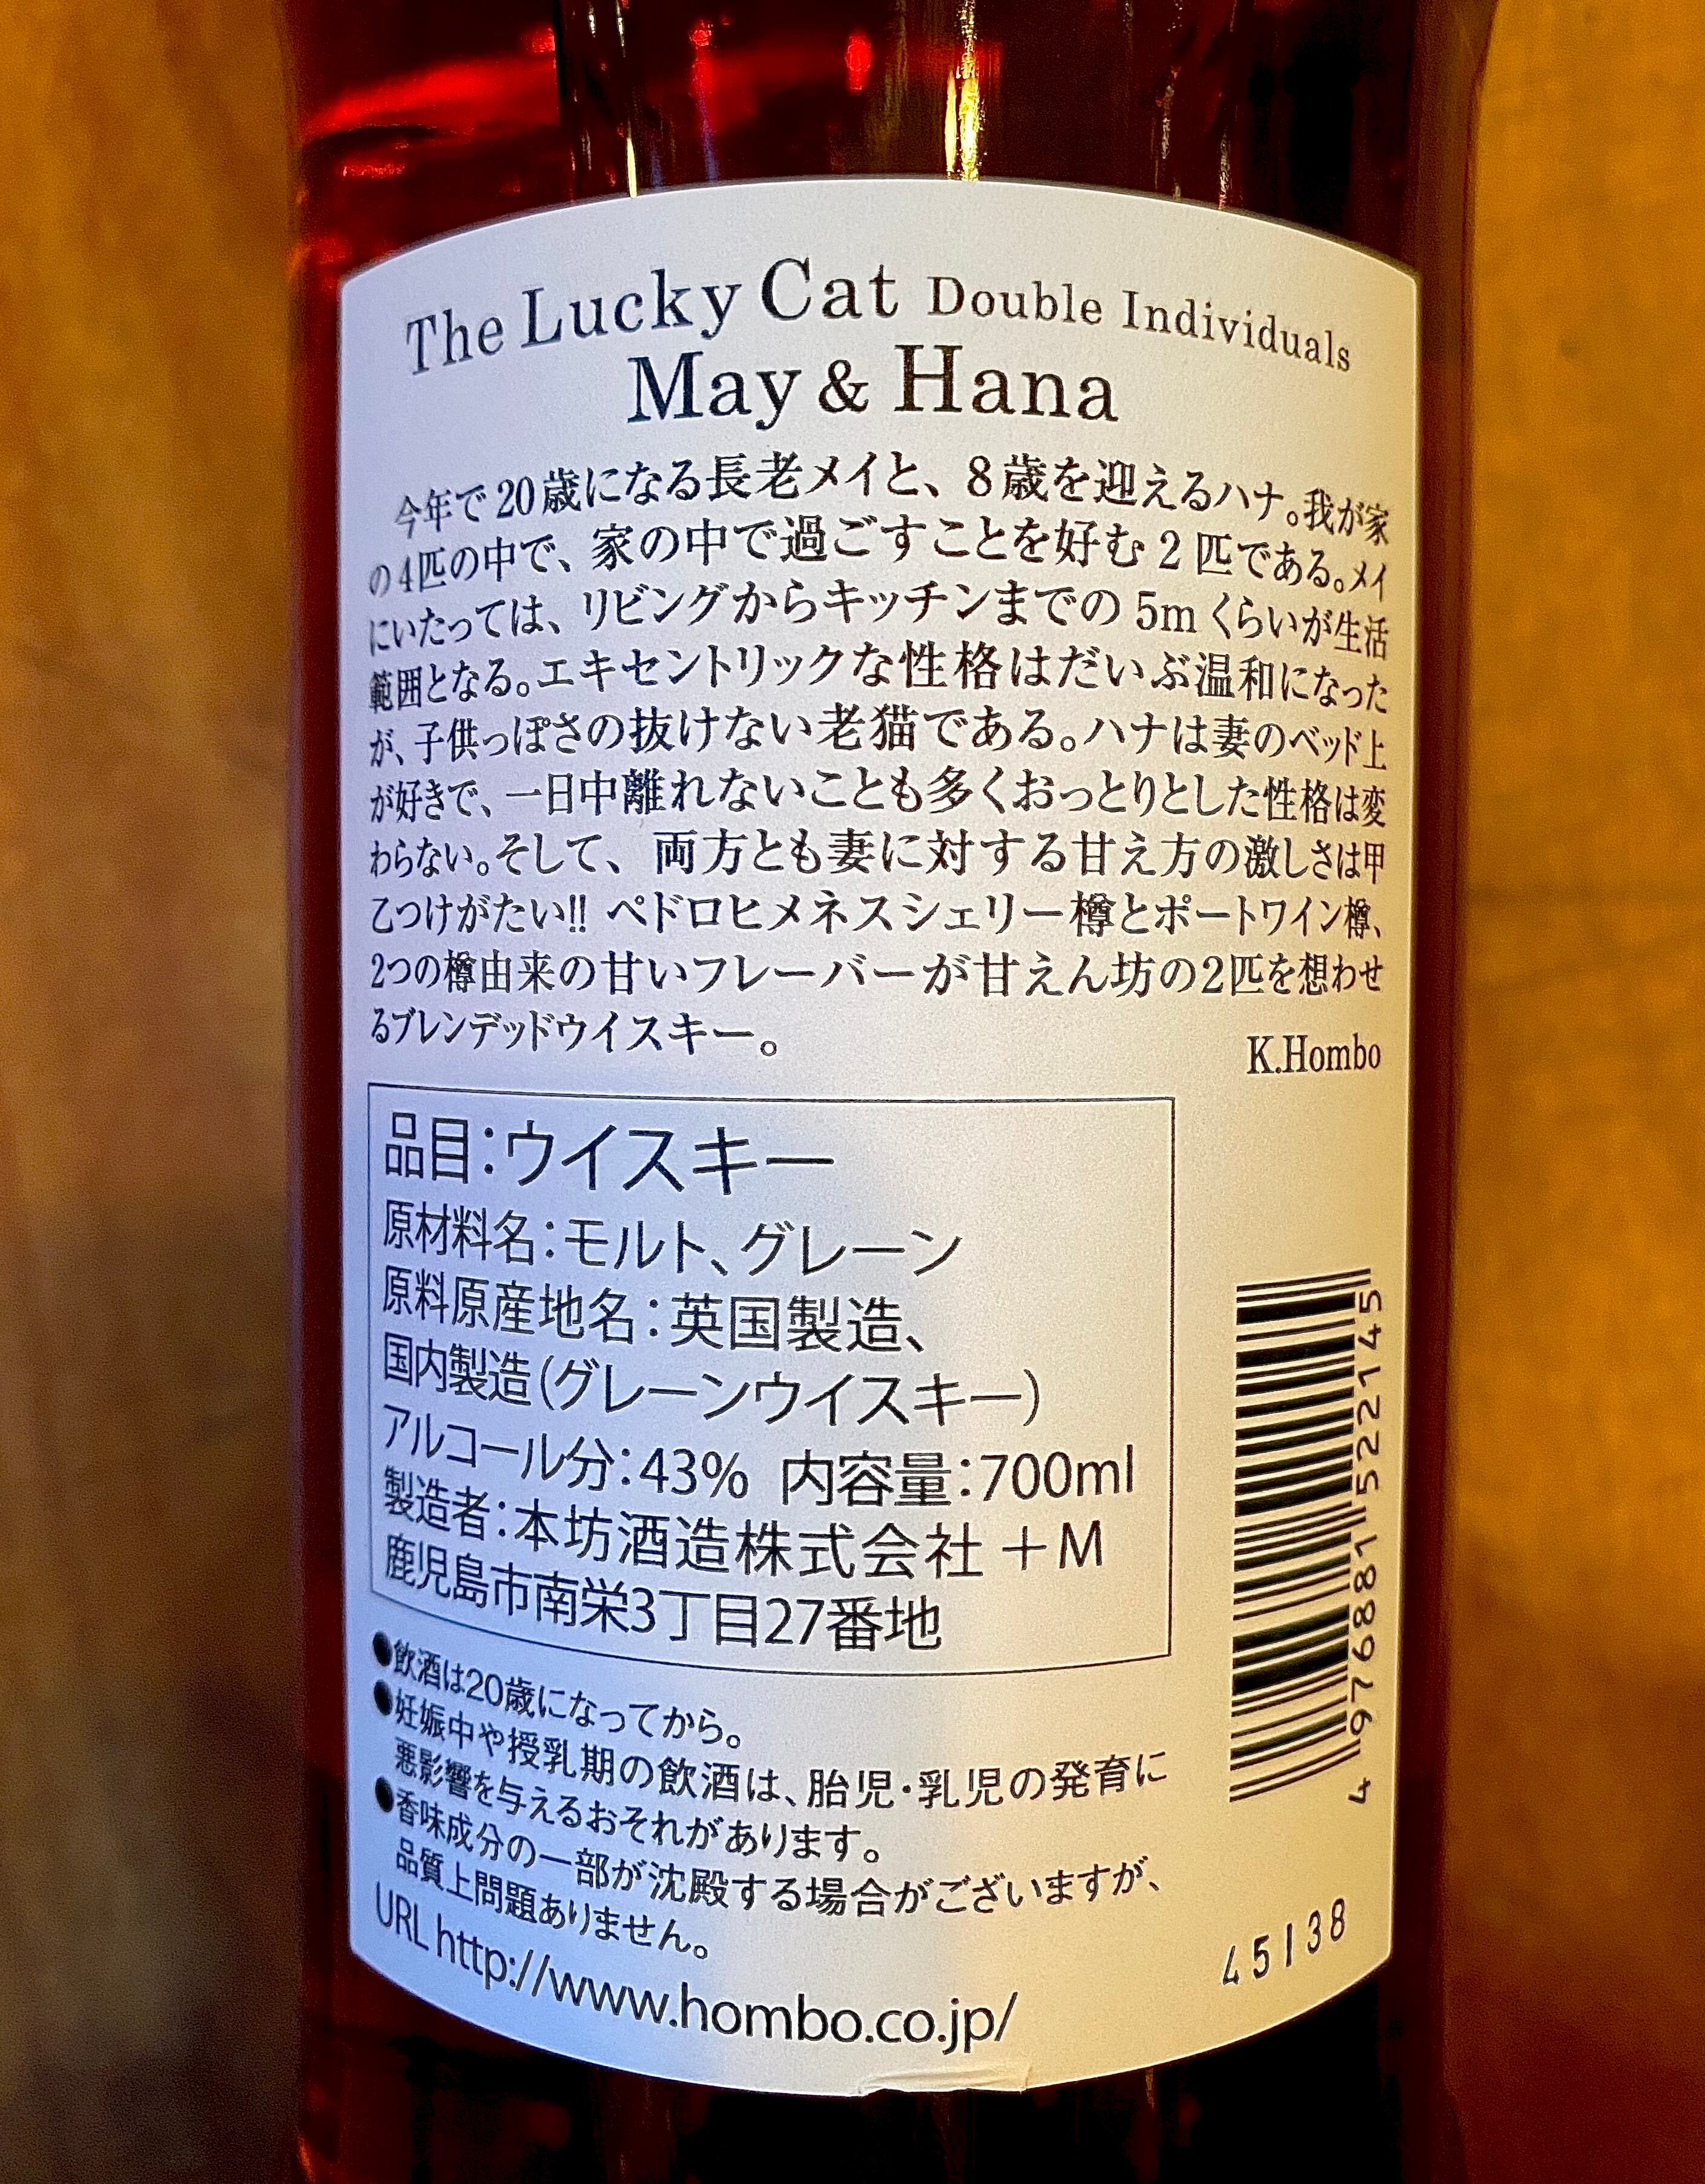 The Lucky Cat Double Individuals
May & Hana
今年で20歳になる長老メイと、8歳を迎えるハナ。我が家
の4匹の中で、家の中で過ごすことを好む2匹である。メイ
にいたっては、リビングからキッチンまでの5mくらいが生活
範囲となる。エキセントリックな性格はだいぶ温和になった
が、子供っぽさの抜けない老猫である。ハナは妻のベッド上
が好きで、一日中離れないことも多くおっとりとした性格は変
わらない。そして、両方とも妻に対する甘え方の激しさは甲
乙つけがたい!! ペドロヒメネスシェリー樽とポートワイン樽、
2つの樽由来の甘いフレーバーが甘えん坊の2匹を想わせ
るブレンデッドウイスキー。
K.Hombo
品目：ウイスキー
原材料名：モルト、グレーン
原料原産地名：英国製造、
国内製造（グレーンウイスキー）
アルコール分：43% 内容量：700ml
製造者：本坊酒造株式会社 +M
鹿児島市南栄3丁目27番地
●飲酒は20歳になってから。
●妊娠中や授乳期の飲酒は、胎児・乳児の発育に
悪影響を与えるおそれがあります。
●香味成分の一部が沈殿する場合がございますが、
品質上問題ありません。
URL http://www.hombo.co.jp/
4 976881 522145
45138